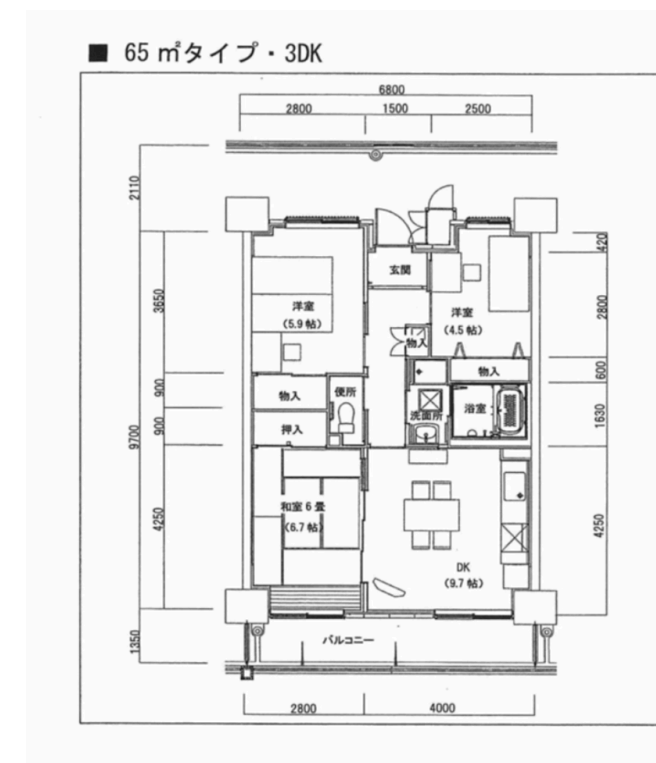 ■ 65㎡タイプ・3DK
6800
2800 1500 2500
2110
420
玄関
3650
洋室
(5.9帖)
洋室
(4.5帖)
2800
物入
物入
600
900
物入
便所
浴室
洗面所
1630
9700
900
押入
和室6畳
(6.7帖)
4250
4250
DK
(9.7帖)
バルコニー
1350
2800 4000